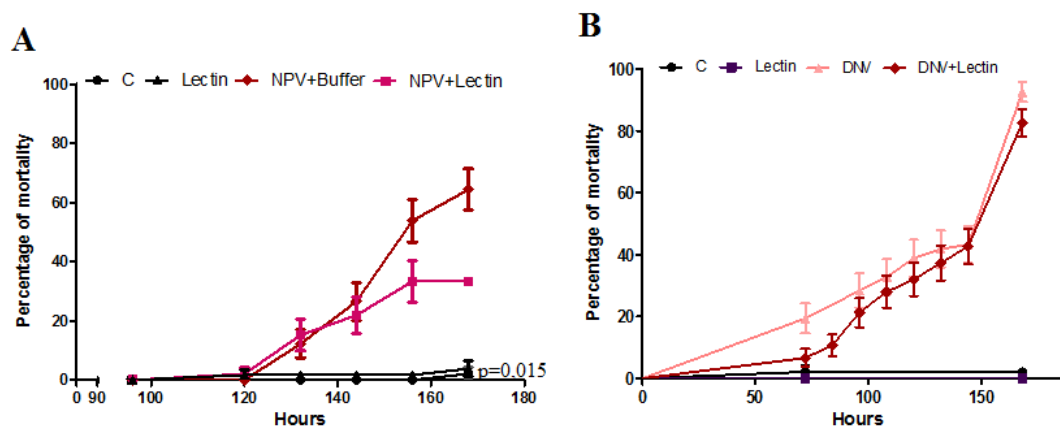 A
C Lectin NPV+Buffer NPV+Lectin
Percentage of mortality
100
80
60
40
20
0
p=0.015
0 90 100 120 140 160 180
Hours
B
C Lectin DNV DNV+Lectin
Percentage of mortality
100
80
60
40
20
0
0 50 100 150
Hours